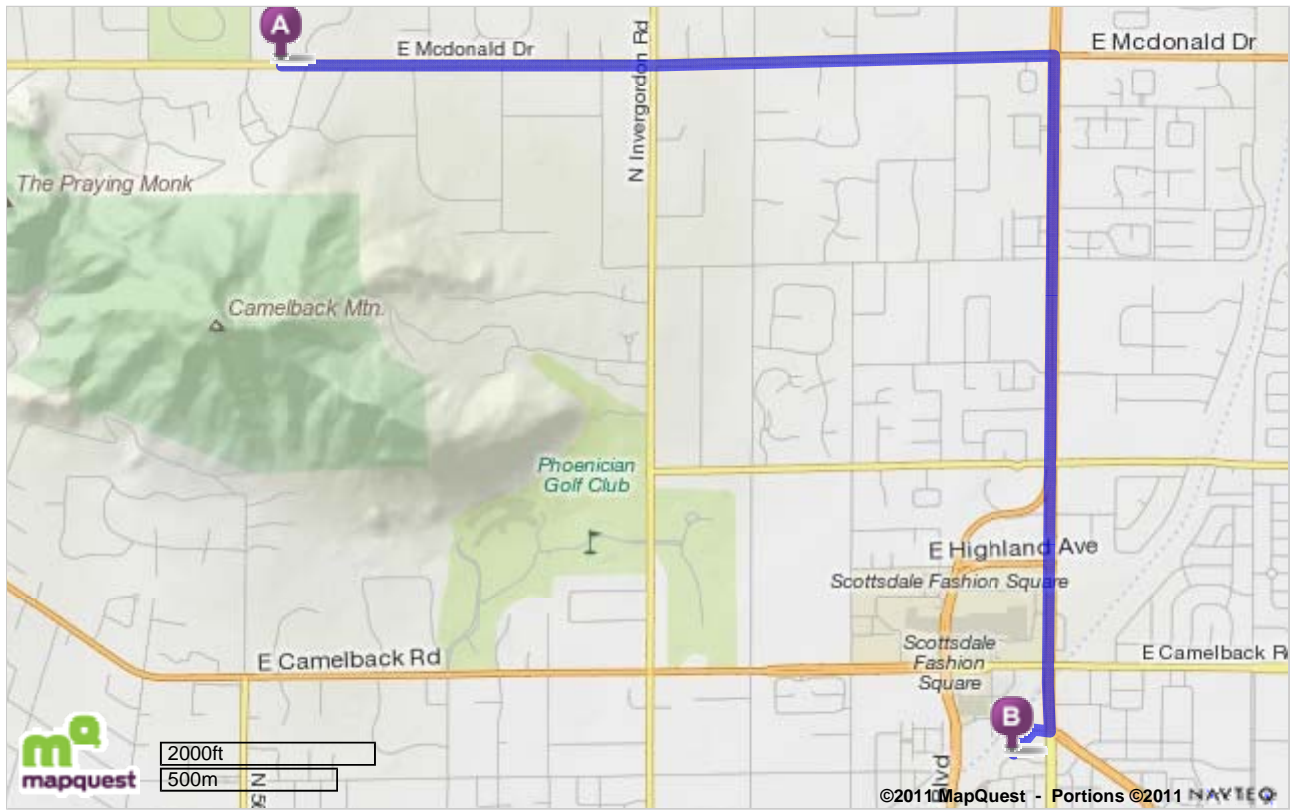 A
E Mcdonald Dr
E Mcdonald Dr
N Invergordon Rd
The Praying Monk
Camelback Mtn.
Phoenician
Golf Club
E Highland Ave
Scottsdale Fashion Square
Scottsdale
Fashion
Square
E Camelback Rd
E Camelback R
B
Blvd
mapquest
2000ft
500m
©2011 MapQuest - Portions ©2011 NAVTEQ